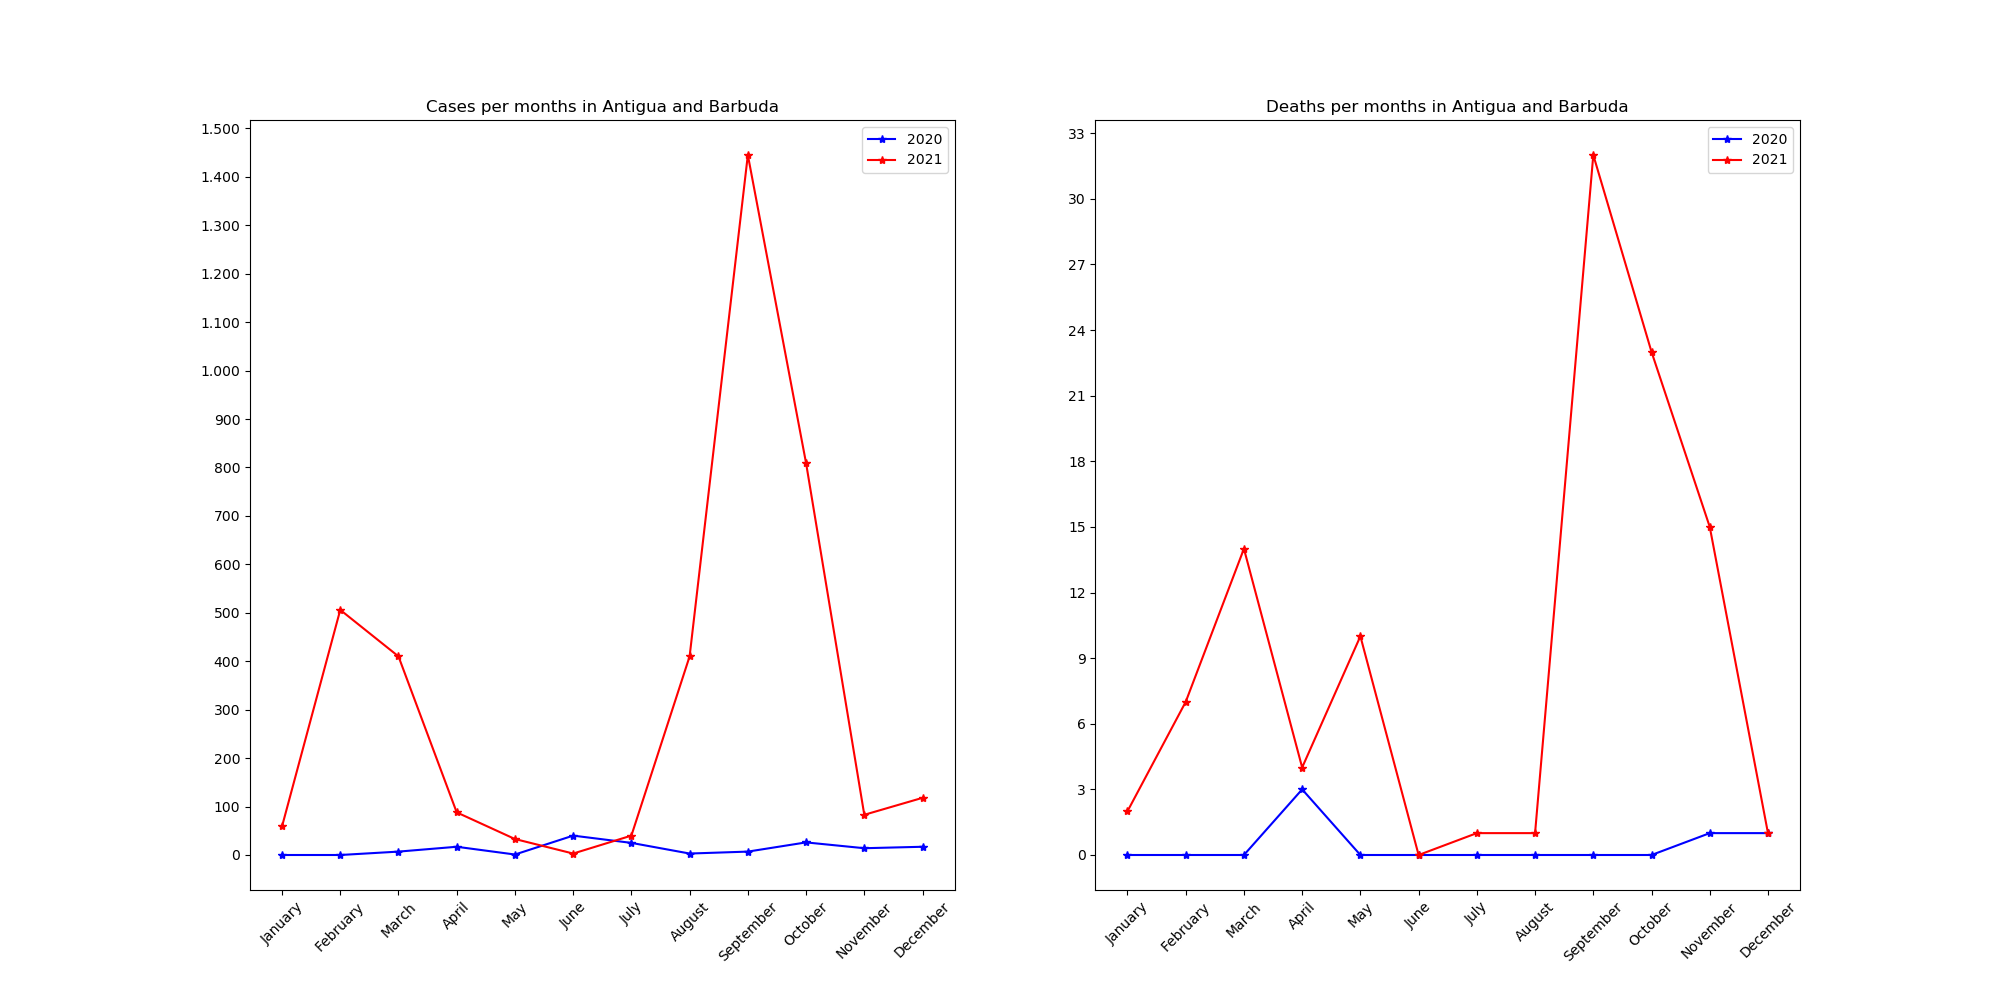 Cases per months in Antigua and Barbuda
1.500
1.400
1.300
1.200
1.100
1.000
900
800
700
600
500
400
300
200
100
0
2020
2021
January
February
March
April
May
June
July
August
September
October
November
December
Deaths per months in Antigua and Barbuda
33
30
27
24
21
18
15
12
9
6
3
0
2020
2021
January
February
March
April
May
June
July
August
September
October
November
December